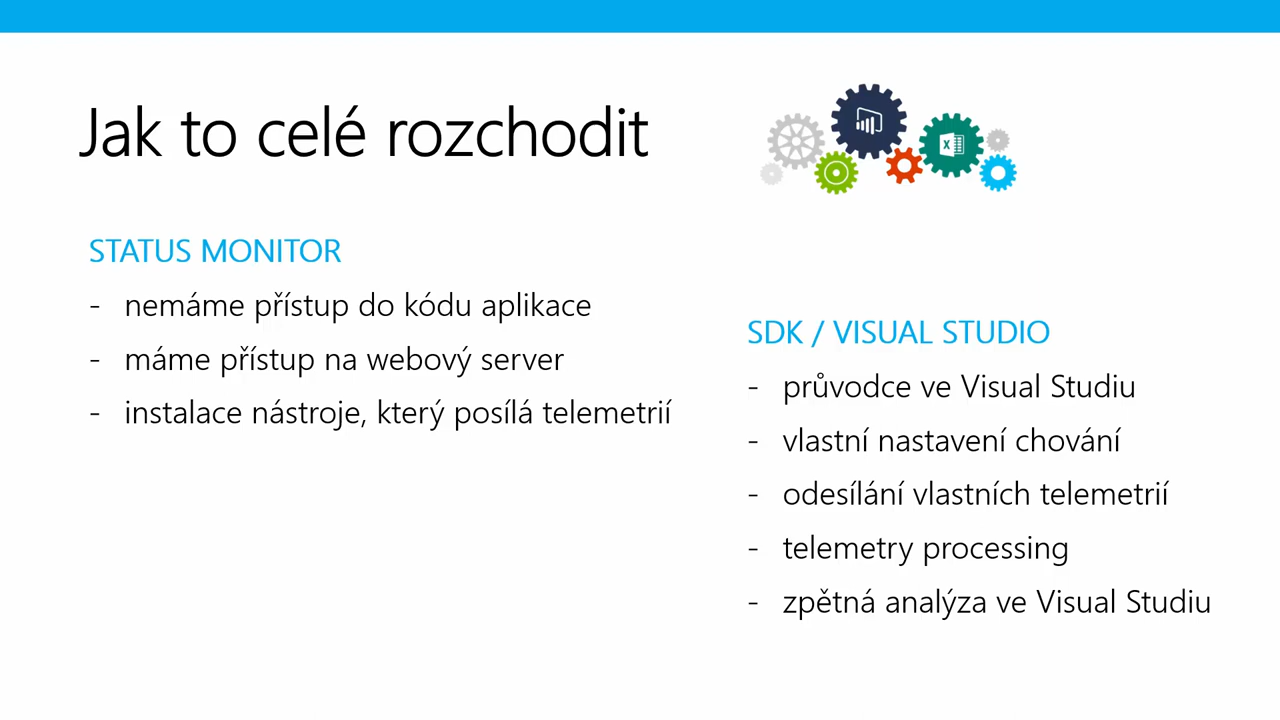 Jak to celé rozchodit
STATUS MONITOR
- nemáme přístup do kódu aplikace
- máme přístup na webový server
- instalace nástroje, který posílá telemetrií
SDK / VISUAL STUDIO
- průvodce ve Visual Studiu
- vlastní nastavení chování
- odesílání vlastních telemetrií
- telemetry processing
- zpětná analýza ve Visual Studiu